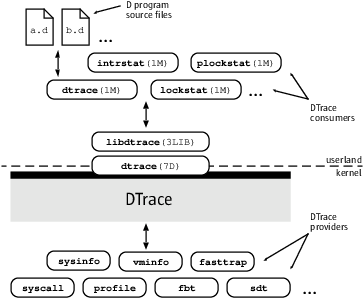 D program
source files
a.d b.d ...
intrstat(1M) plockstat(1M)
dtrace(1M) lockstat(1M) ...
DTrace
consumers
libdtrace(3LIB)
userland
dtrace(7D)
kernel
DTrace
DTrace
providers
sysinfo vminfo fasttrap
syscall profile fbt sdt ...